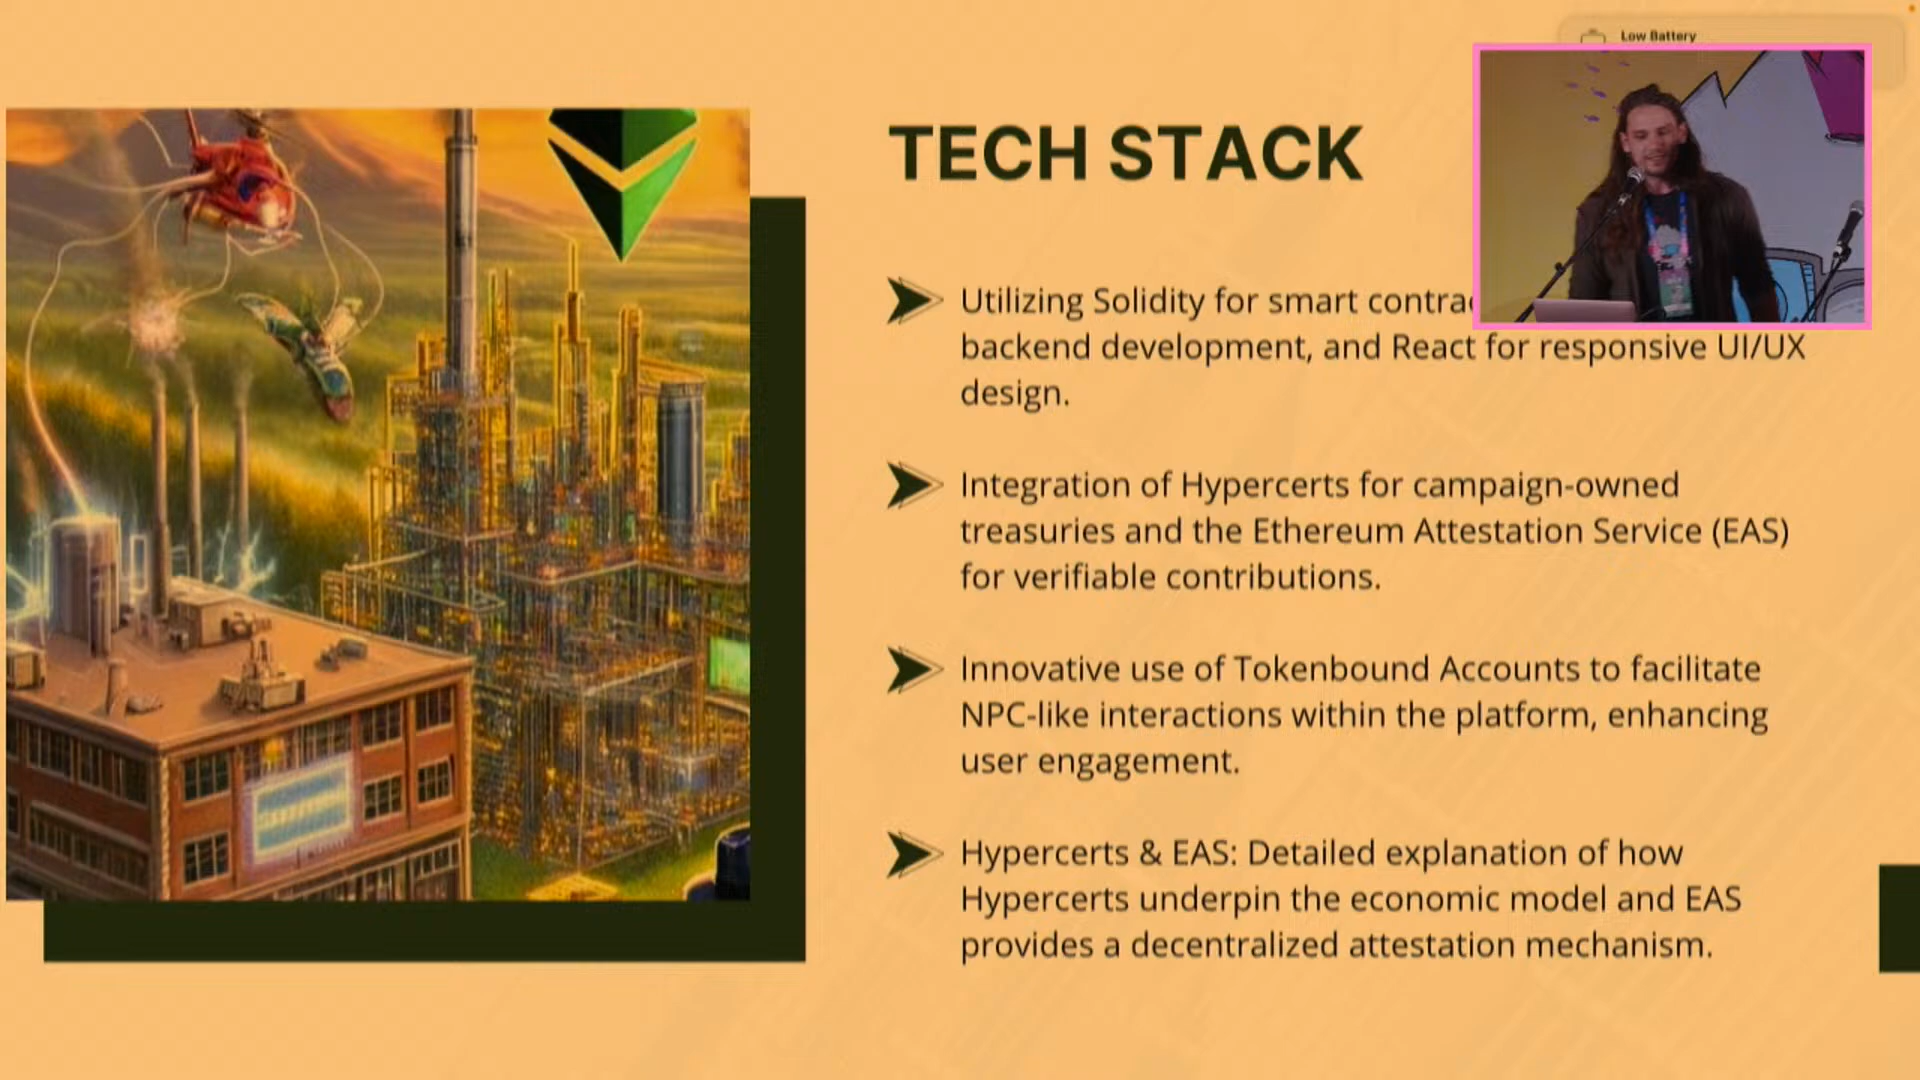 Low Battery
TECH STACK
Utilizing Solidity for smart contrac
backend development, and React for responsive UI/UX
design.
Integration of Hypercerts for campaign-owned
treasuries and the Ethereum Attestation Service (EAS)
for verifiable contributions.
Innovative use of Tokenbound Accounts to facilitate
NPC-like interactions within the platform, enhancing
user engagement.
Hypercerts & EAS: Detailed explanation of how
Hypercerts underpin the economic model and EAS
provides a decentralized attestation mechanism.